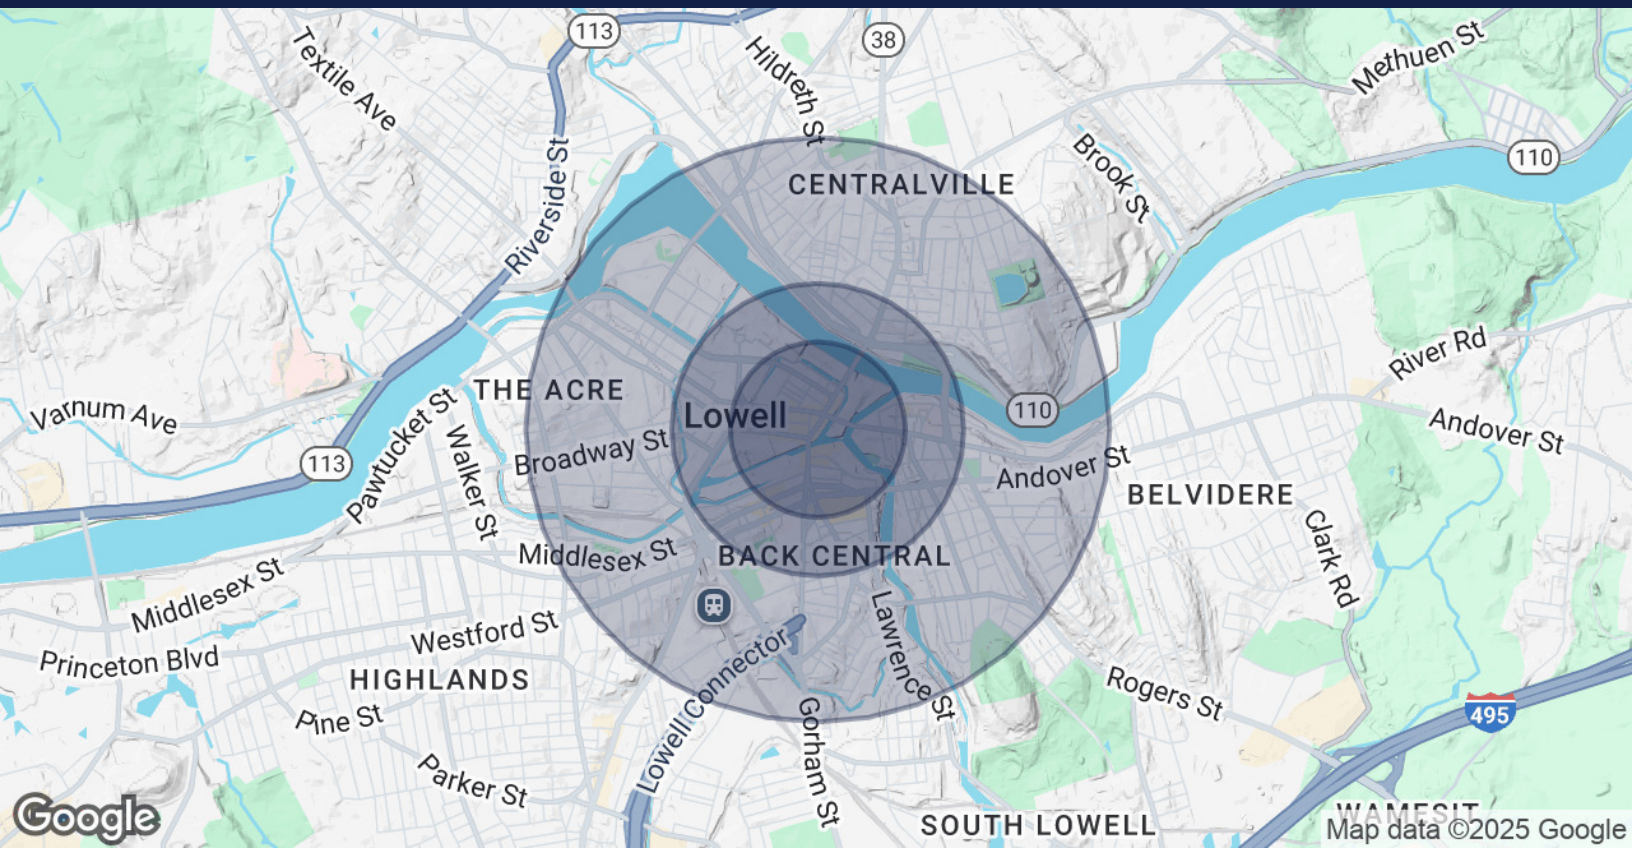 113
38
Hildreth St
Methuen St
Textile Ave
110
Brook St
Riverside St
CENTRALVILLE
River Rd
THE ACRE
Varnum Ave
Pawtucket St
Lowell
110
Andover St
113
Walker St
Broadway St
Andover St
BELVIDERE
Clark Rd
Middlesex St
BACK CENTRAL
Middlesex St
Westford St
Lawrence St
Princeton Blvd
HIGHLANDS
Lowell Connector
Rogers St
Pine St
Gorham St
495
Parker St
Google
SOUTH LOWELL
WAMESIT
Map data ©2025 Google